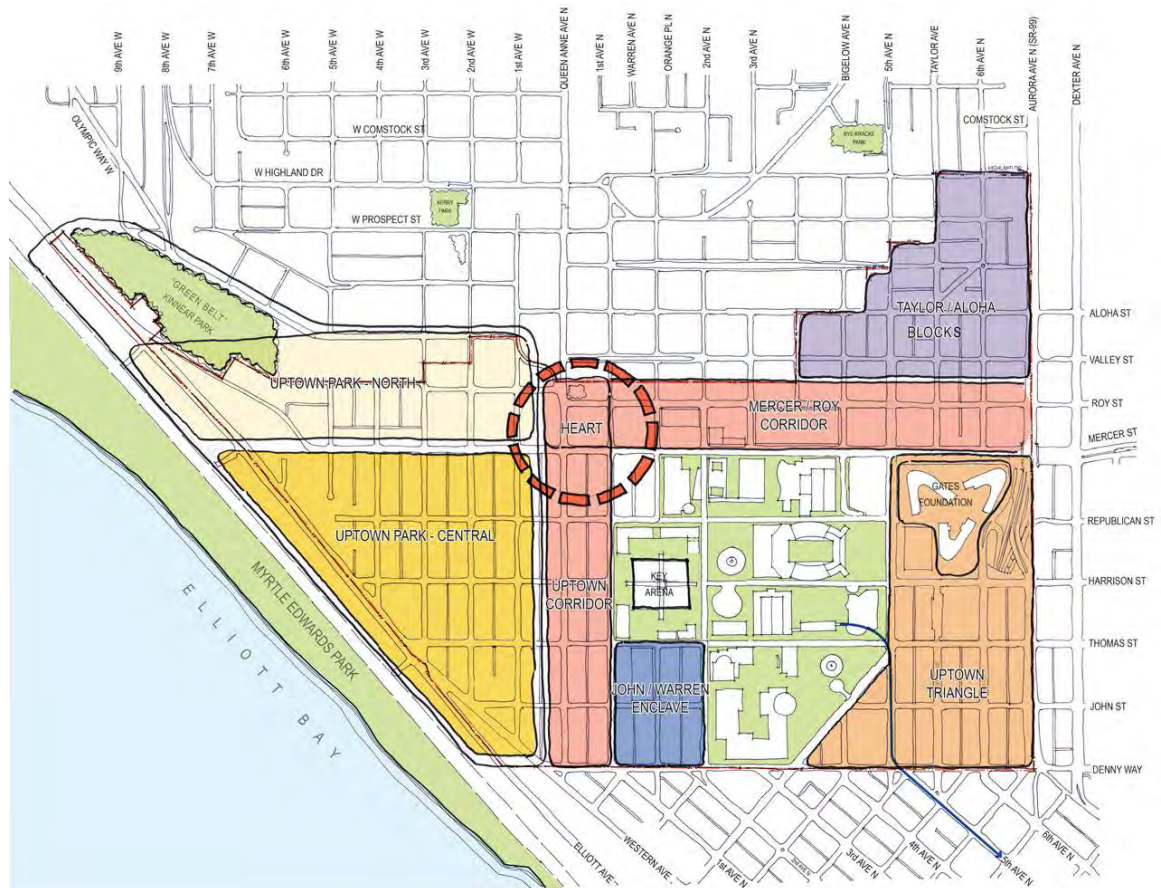 9th AVE W
8th AVE W
7th AVE W
6th AVE W
5th AVE W
4th AVE W
3rd AVE W
2nd AVE W
1st AVE W
QUEEN ANNE AVE N
1st AVE N
WARREN AVE N
ORANGE PL N
2nd AVE N
3rd AVE N
BIGELOW AVE N
5th AVE N
TAYLOR AVE
6th AVE N
AURORA AVE N (SR-99)
DEXTER AVE N
OLYMPIC WAY W
W COMSTOCK ST
COMSTOCK ST
PARK
W HIGHLAND DR
HIGHLAND DR
KERRY
PARK
W PROSPECT ST
"GREEN BELT"
KINNEAR PARK
TAYLOR / ALOHA
BLOCKS
ALOHA ST
VALLEY ST
UPTOWN PARK - NORTH
HEART
MERCER / ROY
CORRIDOR
ROY ST
MERCER ST
GATES
FOUNDATION
REPUBLICAN ST
UPTOWN PARK - CENTRAL
UPTOWN
CORRIDOR
KEY
ARENA
HARRISON ST
MYRTLE EDWARDS PARK
ELLIOTT BAY
THOMAS ST
JOHN / WARREN
ENCLAVE
UPTOWN
TRIANGLE
JOHN ST
DENNY WAY
ELLIOTT AVE
WESTERN AVE
1st AVE N
3rd AVE N
4th AVE N
5th AVE N
6th AVE N